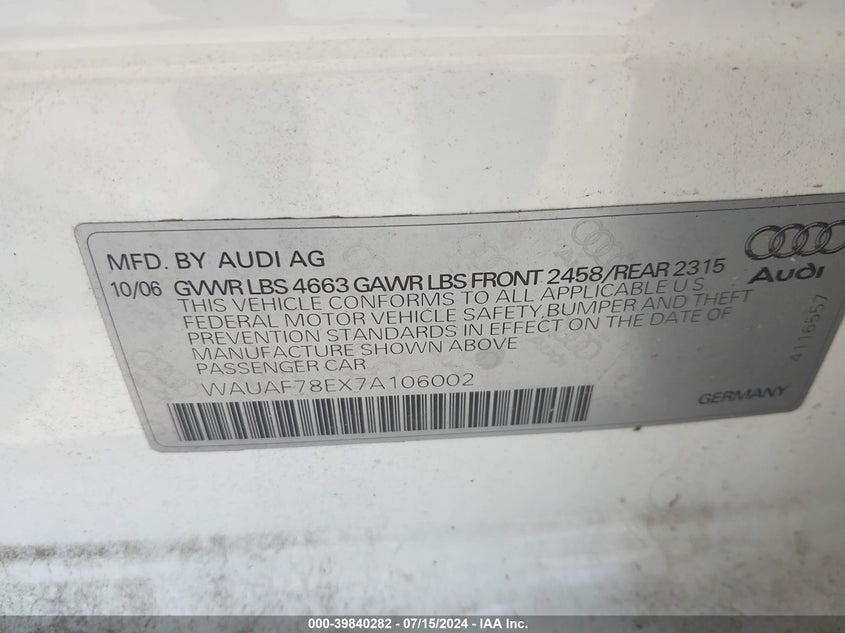 MFD. BY AUDI AG
10/06 GVWR LBS 4663 GAWR LBS FRONT 2458/REAR 2315
THIS VEHICLE CONFORMS TO ALL APPLICABLE U.S.
FEDERAL MOTOR VEHICLE SAFETY,BUMPER AND THEFT
PREVENTION STANDARDS IN EFFECT ON THE DATE OF
MANUFACTURE SHOWN ABOVE
PASSENGER CAR
WAUAF78EX7A106002
Audi
4116557
GERMANY
000-39840282 - 07/15/2024 - © IAA Inc.